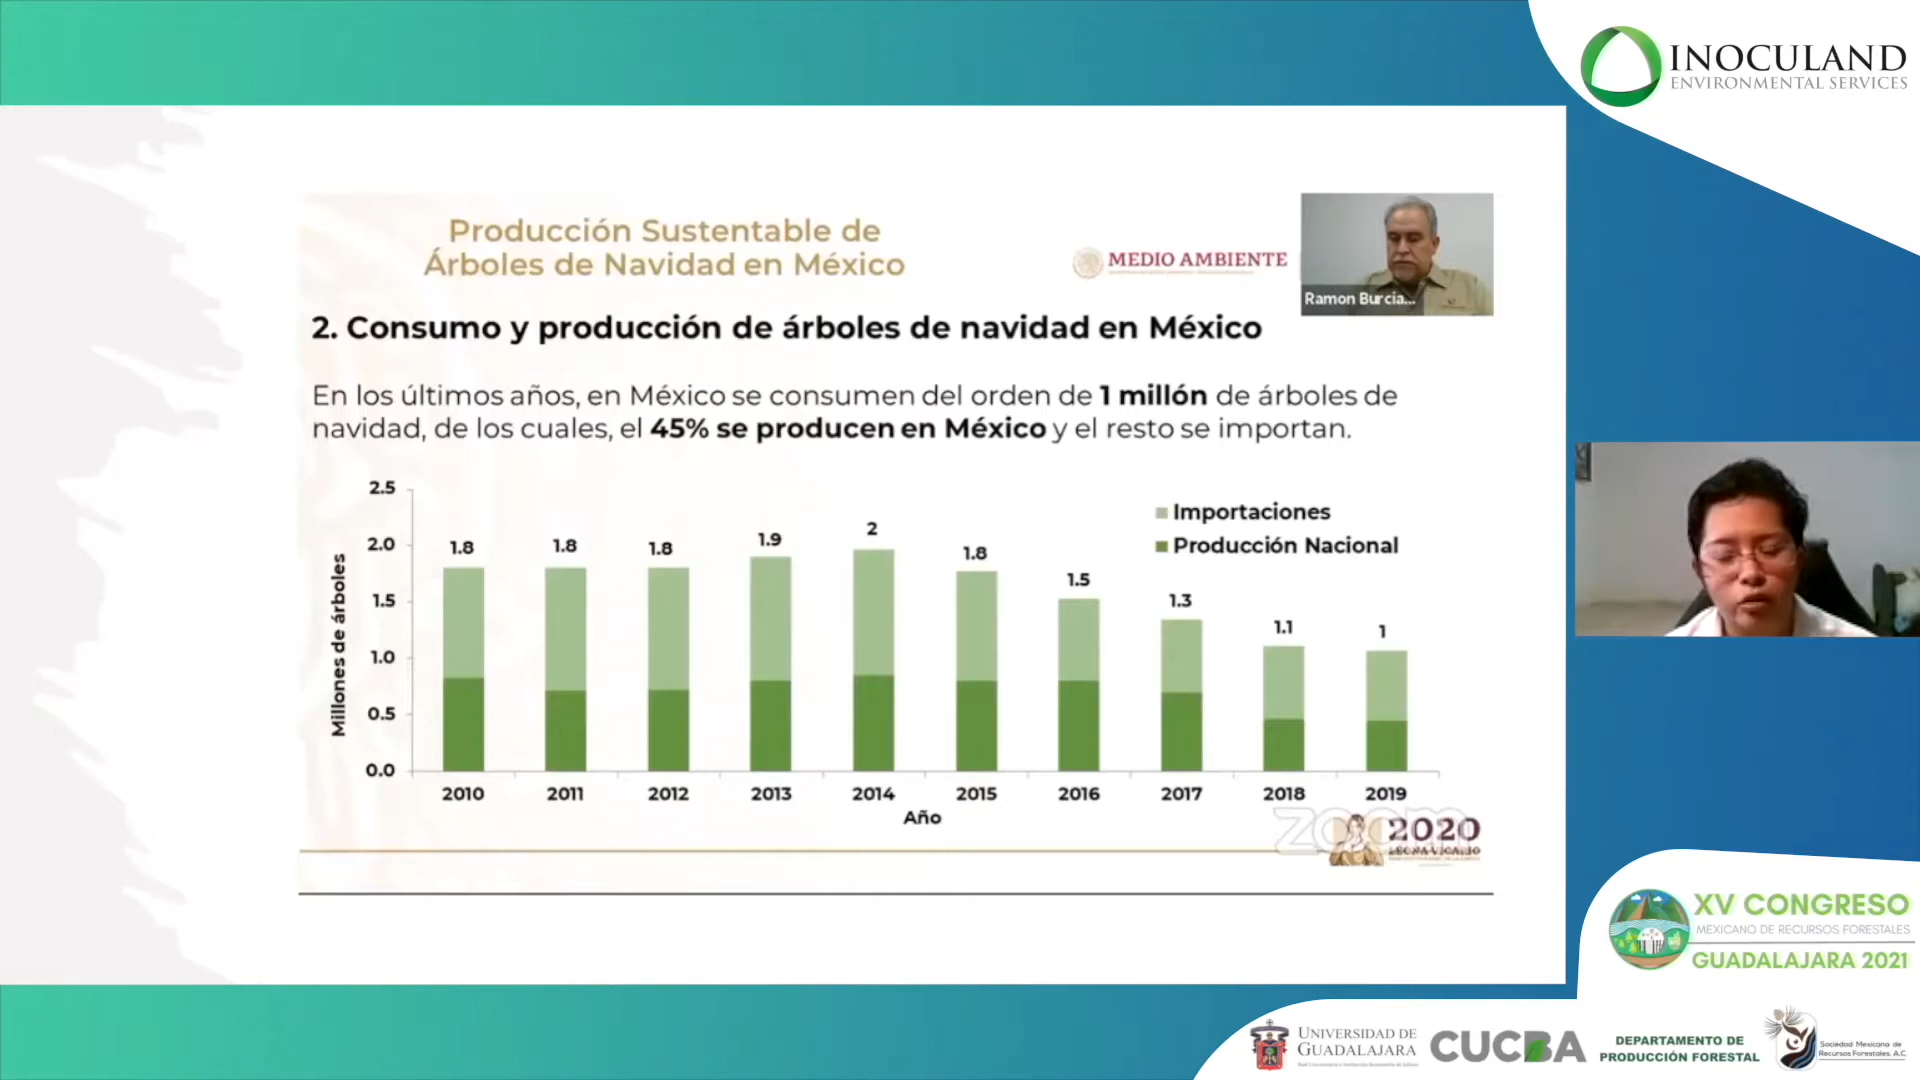 INOCULAND
ENVIRONMENTAL SERVICES
Producción Sustentable de
Árboles de Navidad en México
MEDIO AMBIENTE
Ramon Burcia...
2. Consumo y producción de árboles de navidad en México
En los últimos años, en México se consumen del orden de 1 millón de árboles de
navidad, de los cuales, el 45% se producen en México y el resto se importan.
Millones de árboles
2.5
2.0
1.5
1.0
0.5
0.0
1.8
1.8
1.8
1.9
2
1.8
1.5
1.3
1.1
1
Importaciones
Producción Nacional
2010
2011
2012
2013
2014
2015
2016
2017
2018
2019
Año
zoom
2020
LEONA VICARIO
XV CONGRESO
MEXICANO DE RECURSOS FORESTALES
GUADALAJARA 2021
UNIVERSIDAD DE
GUADALAJARA
CUCBA
DEPARTAMENTO DE
PRODUCCIÓN FORESTAL
Sociedad Mexicana de
Recursos Forestales, A.C.